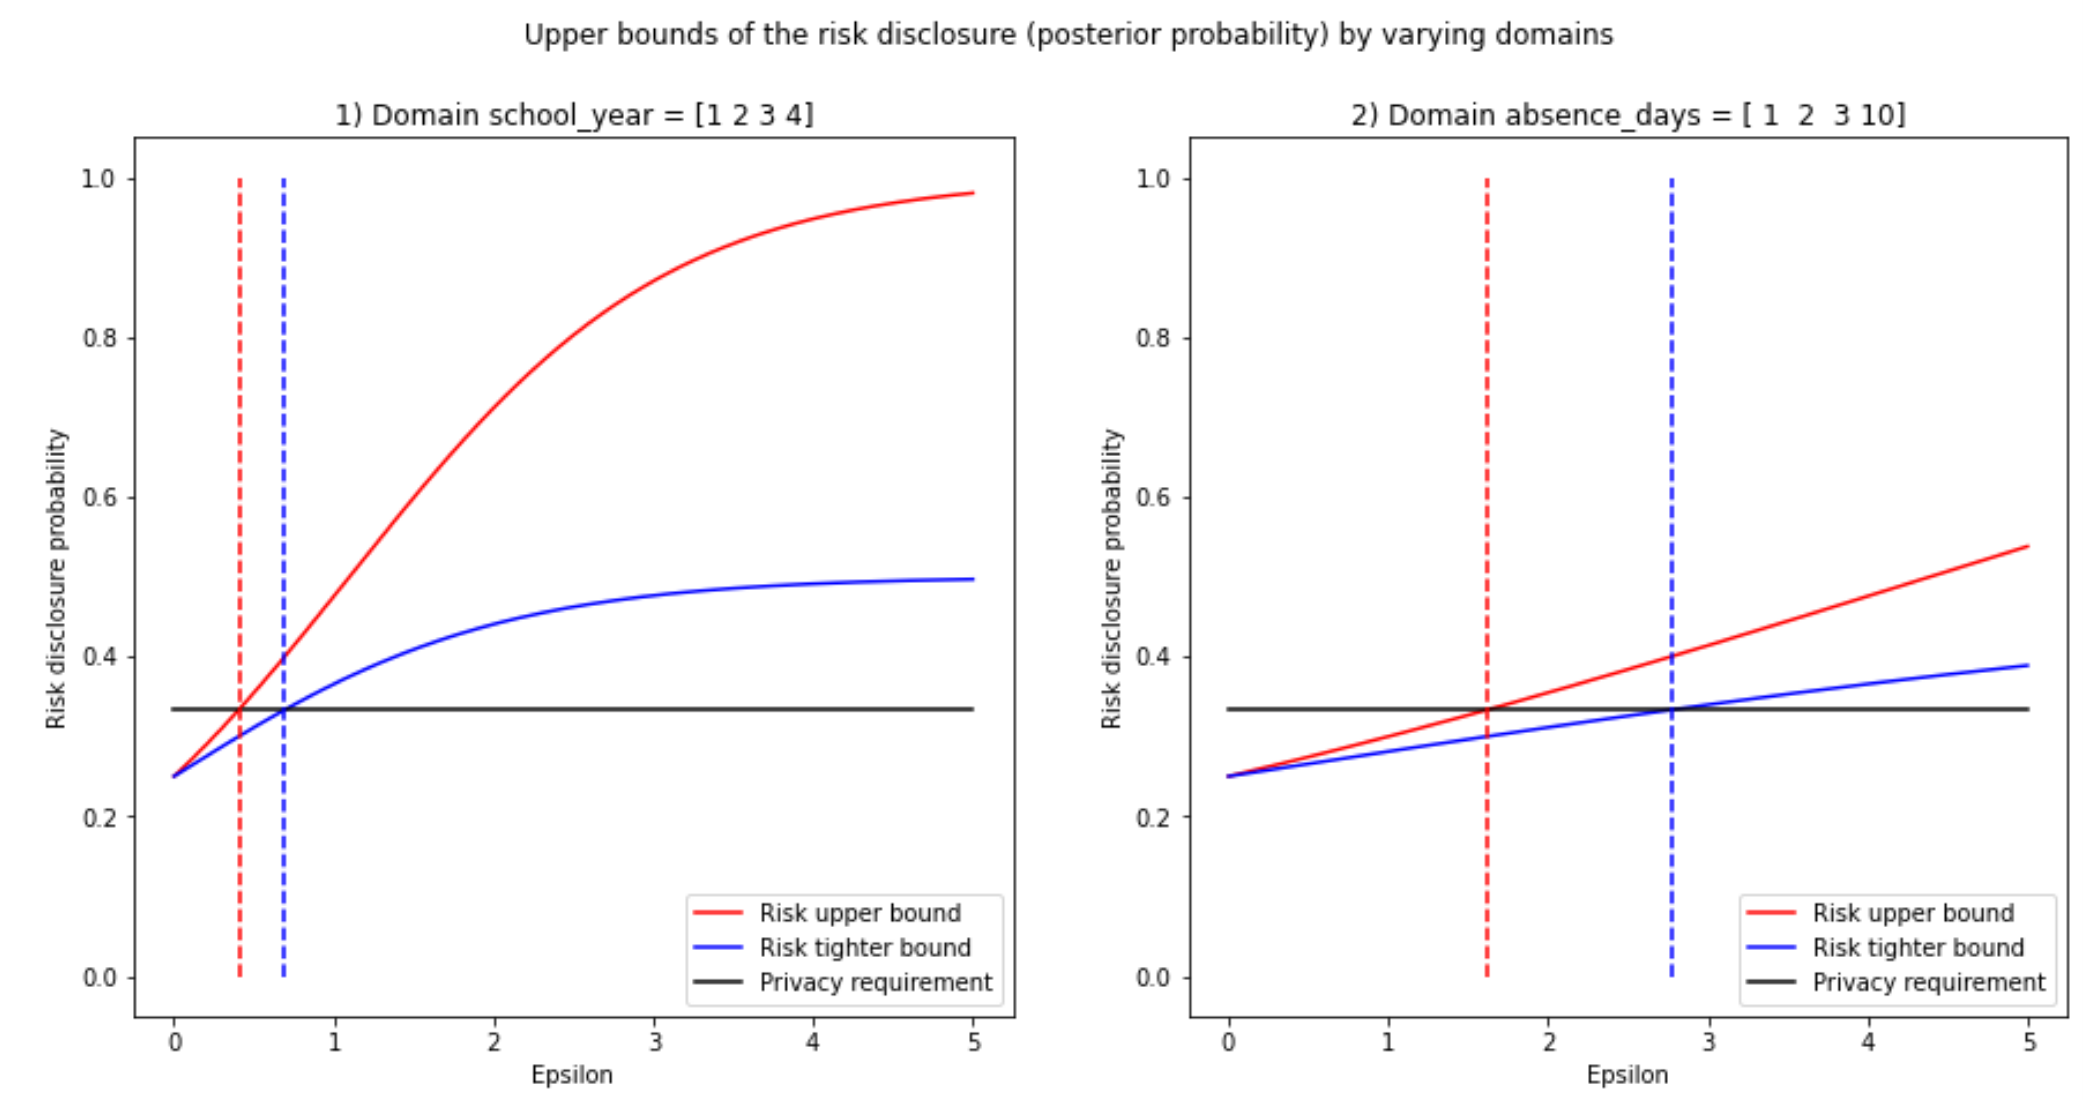 Upper bounds of the risk disclosure (posterior probability) by varying domains
1) Domain school_year = [1 2 3 4]
Risk disclosure probability
1.0
0.8
0.6
0.4
0.2
0.0
0 1 2 3 4 5
Epsilon
Risk upper bound
Risk tighter bound
Privacy requirement
2) Domain absence_days = [ 1  2  3 10]
Risk disclosure probability
1.0
0.8
0.6
0.4
0.2
0.0
0 1 2 3 4 5
Epsilon
Risk upper bound
Risk tighter bound
Privacy requirement